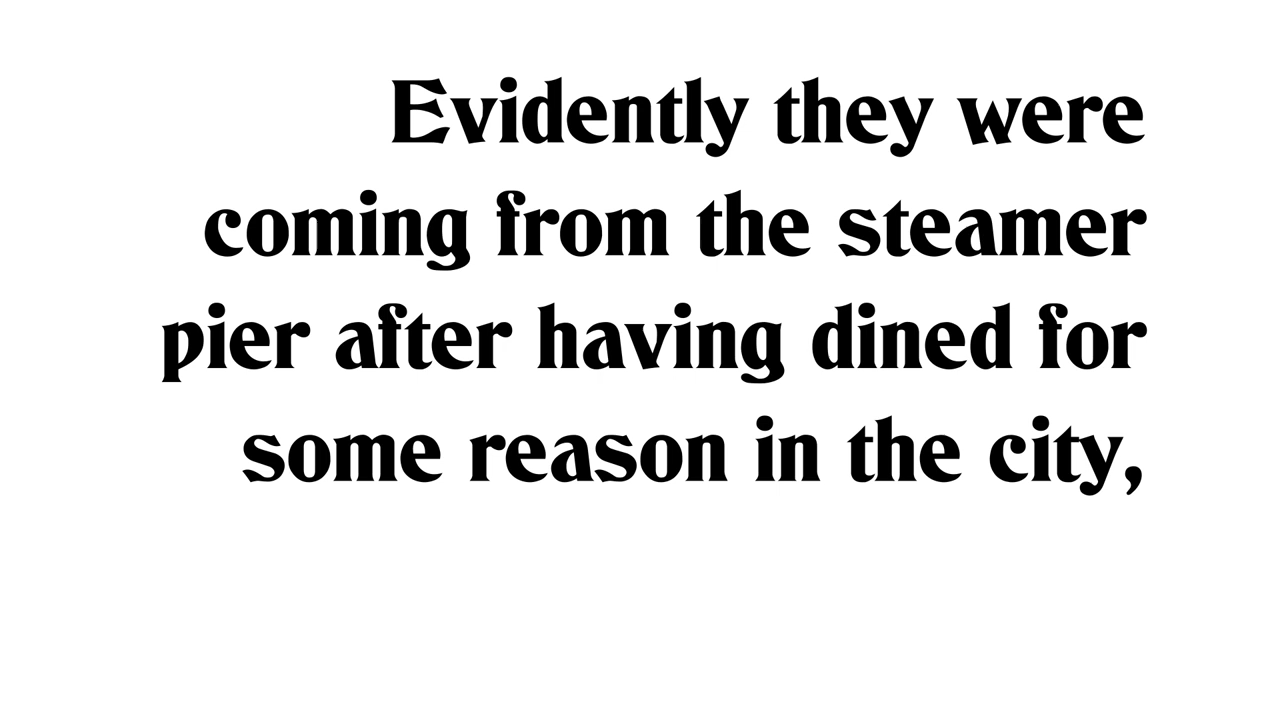 Evidently they were
coming from the steamer
pier after having dined for
some reason in the city,